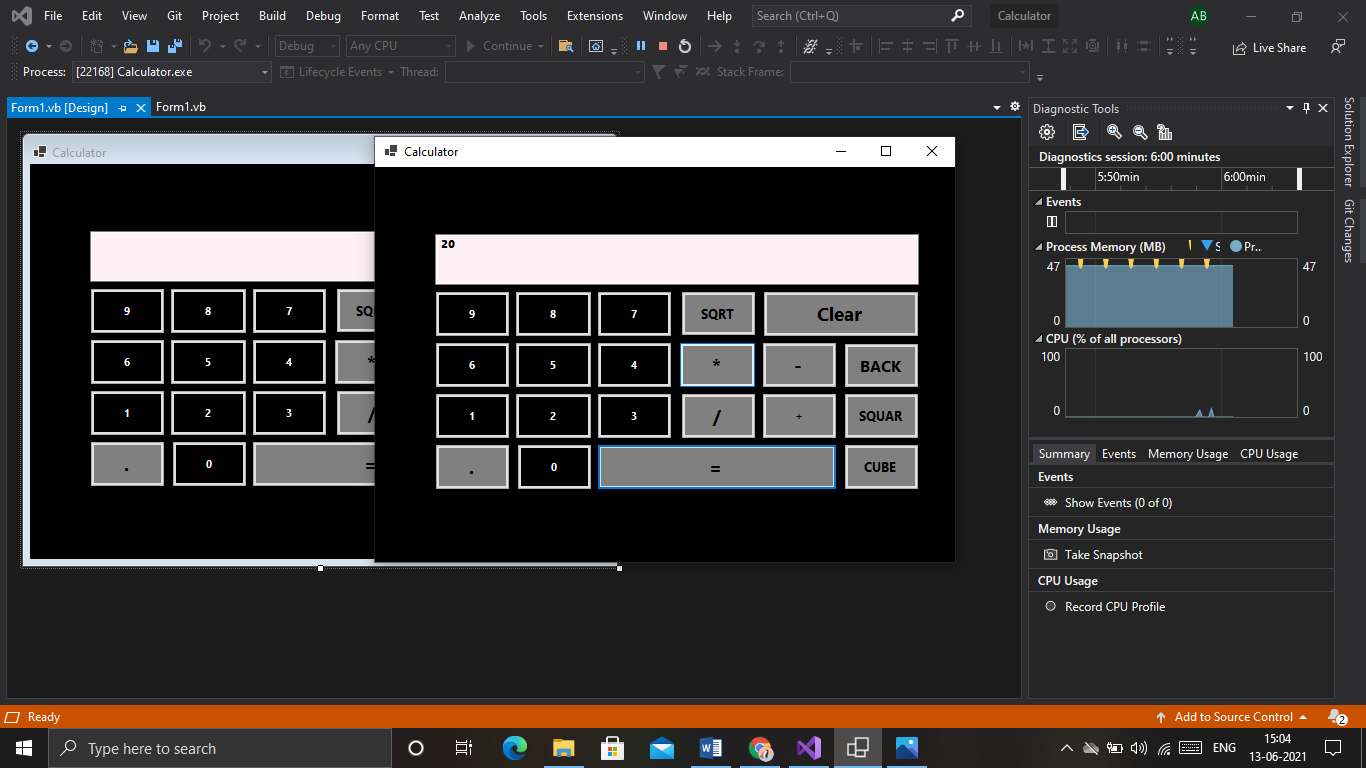 File Edit View Git Project Build Debug Format Test Analyze Tools Extensions Window Help Search (Ctrl+Q) Calculator AB
Debug Any CPU Continue Live Share
Process: [22168] Calculator.exe Lifecycle Events Thread: Stack Frame:
Form1.vb [Design] Form1.vb
Calculator
9 8 7
6 5 4 *
1 2 3 /
. 0 =
Calculator
20
9 8 7 SQRT Clear
6 5 4 * - BACK
1 2 3 / + SQUAR
. 0 = CUBE
Diagnostic Tools
Diagnostics session: 6:00 minutes
5:50min 6:00min
Events
Process Memory (MB) S Pr...
47 47
0 0
CPU (% of all processors)
100 100
0 0
Summary Events Memory Usage CPU Usage
Events
Show Events (0 of 0)
Memory Usage
Take Snapshot
CPU Usage
Record CPU Profile
Solution Explorer
Git Changes
Ready Add to Source Control 2
Type here to search ENG 15:04
13-06-2021